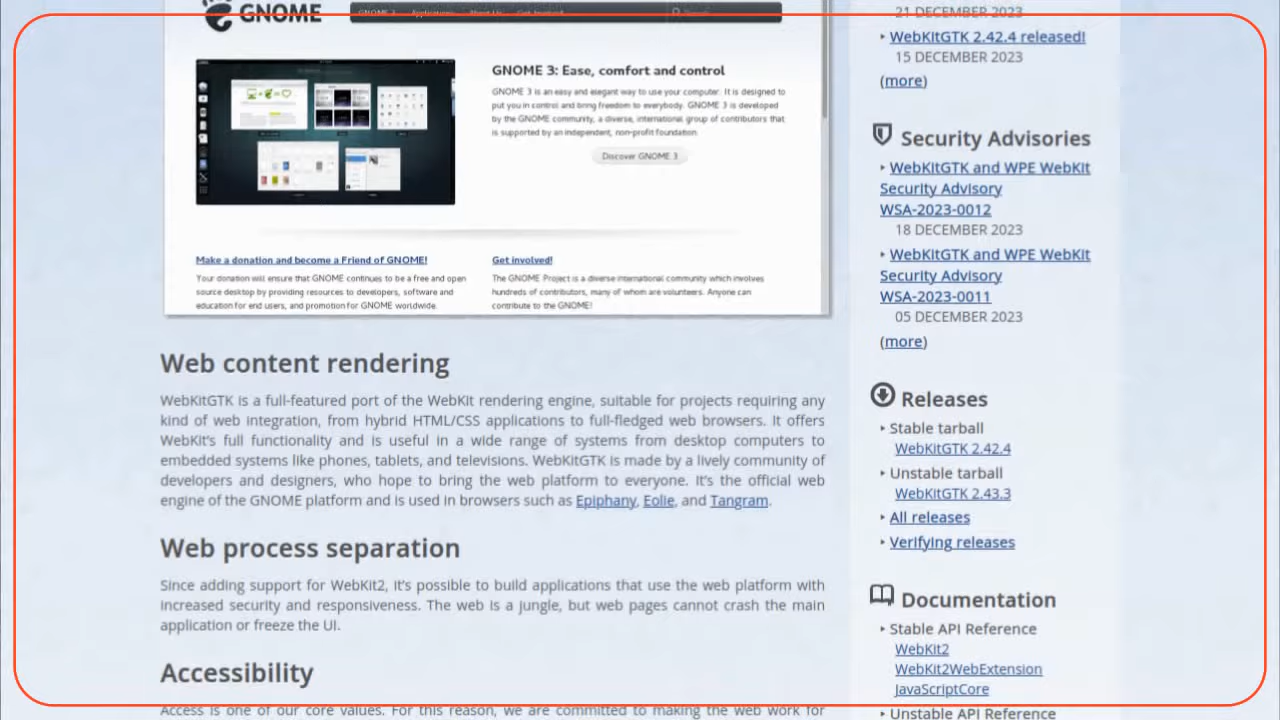 GNOME
GNOME 3 Applications About Us Get Involved Search
GNOME 3: Ease, comfort and control
GNOME 3 is an easy and elegant way to use your computer. It is designed to
put you in control and bring freedom to everybody. GNOME 3 is developed
by the GNOME community, a diverse, international group of contributors that
is supported by an independent, non-profit foundation.
Discover GNOME 3
Make a donation and become a Friend of GNOME!
Your donation will ensure that GNOME continues to be a free and open
source desktop by providing resources to developers, software and
education for end users, and promotion for GNOME worldwide.
Get involved!
The GNOME Project is a diverse international community which involves
hundreds of contributors, many of whom are volunteers. Anyone can
contribute to the GNOME!
Web content rendering
WebKitGTK is a full-featured port of the WebKit rendering engine, suitable for projects requiring any
kind of web integration, from hybrid HTML/CSS applications to full-fledged web browsers. It offers
WebKit's full functionality and is useful in a wide range of systems from desktop computers to
embedded systems like phones, tablets, and televisions. WebKitGTK is made by a lively community of
developers and designers, who hope to bring the web platform to everyone. It's the official web
engine of the GNOME platform and is used in browsers such as Epiphany, Eolie, and Tangram.
Web process separation
Since adding support for WebKit2, it's possible to build applications that use the web platform with
increased security and responsiveness. The web is a jungle, but web pages cannot crash the main
application or freeze the UI.
Accessibility
Access is one of our core values. For this reason, we are committed to making the web work for
21 DECEMBER 2023
‣ WebKitGTK 2.42.4 released!
15 DECEMBER 2023
(more)
Security Advisories
‣ WebKitGTK and WPE WebKit
Security Advisory
WSA-2023-0012
18 DECEMBER 2023
‣ WebKitGTK and WPE WebKit
Security Advisory
WSA-2023-0011
05 DECEMBER 2023
(more)
Releases
‣ Stable tarball
WebKitGTK 2.42.4
‣ Unstable tarball
WebKitGTK 2.43.3
‣ All releases
‣ Verifying releases
Documentation
‣ Stable API Reference
WebKit2
WebKit2WebExtension
JavaScriptCore
‣ Unstable API Reference